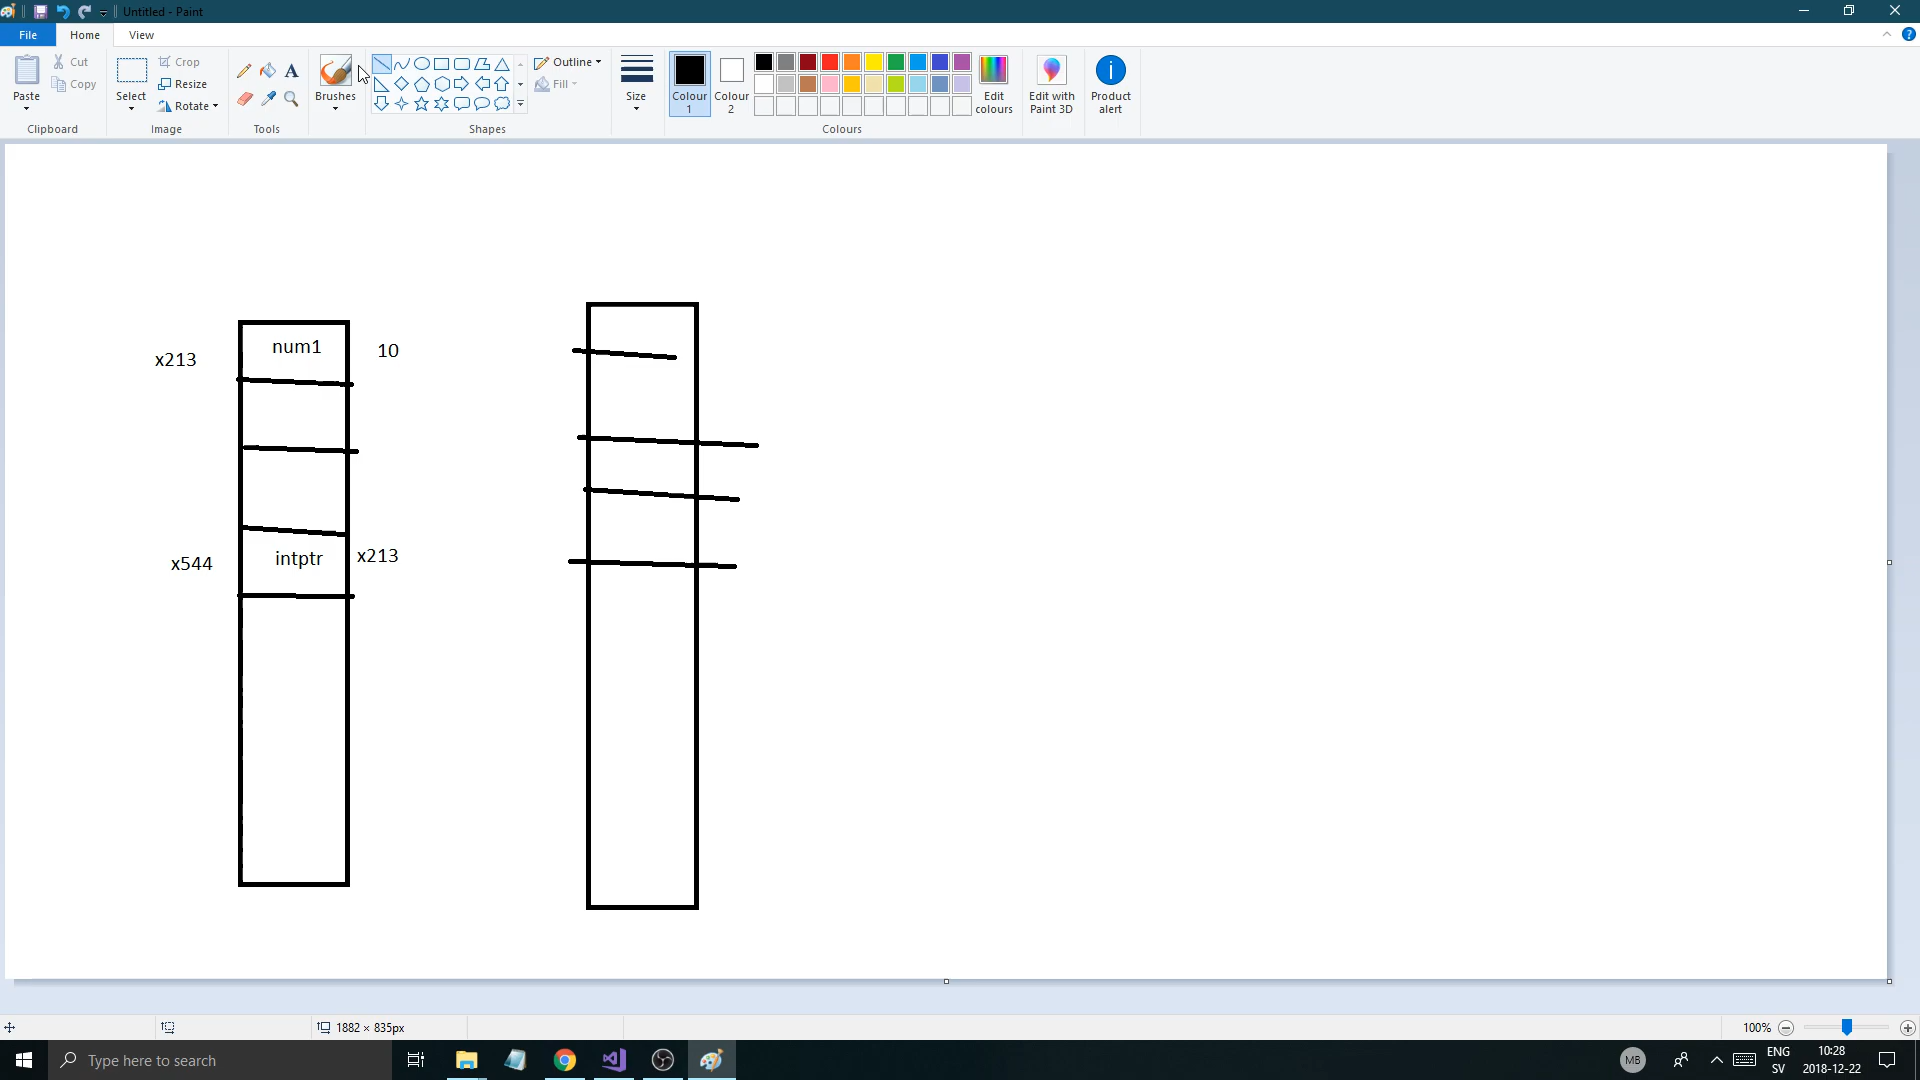 Untitled - Paint
File
Home
View
Paste
Cut
Copy
Clipboard
Select
Crop
Resize
Rotate
Image
A
Tools
Brushes
Shapes
Outline
Fill
Size
Colour 1
Colour 2
Colours
Edit colours
Edit with Paint 3D
Product alert
x213
num1
10
x544
intptr
x213
1882 × 835px
100%
Type here to search
MB
ENG
SV
10:28
2018-12-22